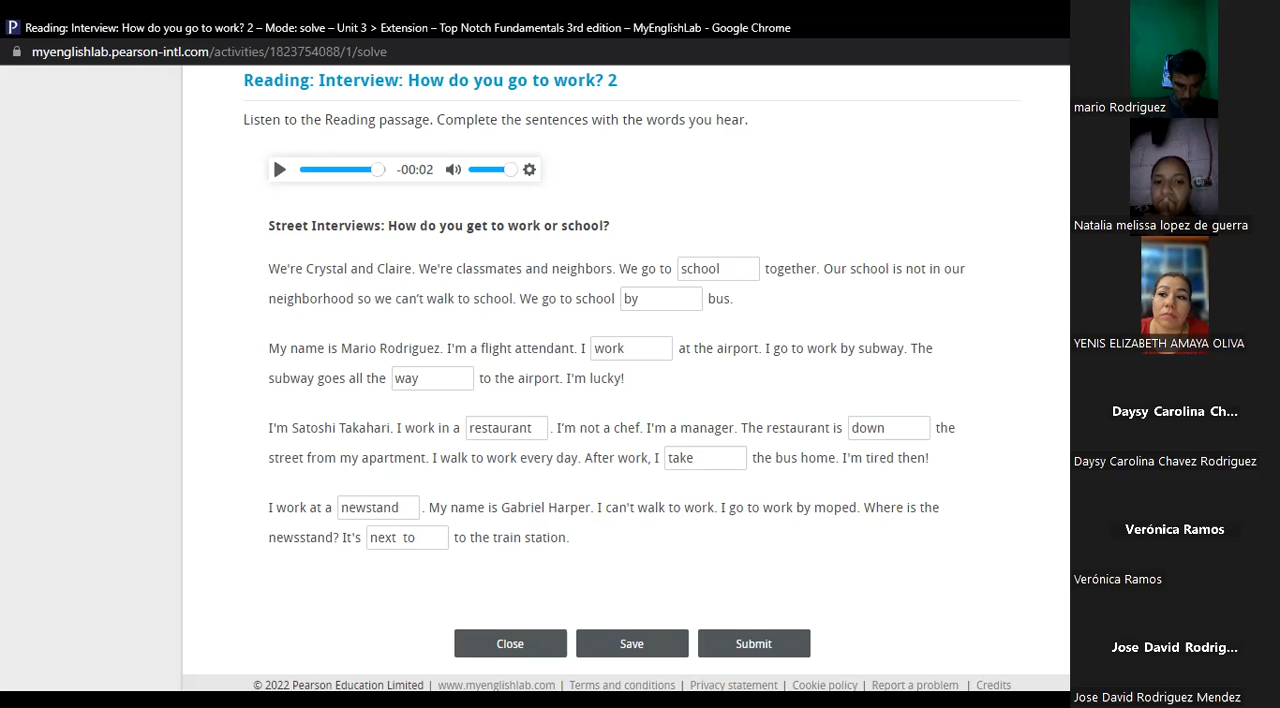 Reading: Interview: How do you go to work? 2 – Mode: solve – Unit 3 > Extension – Top Notch Fundamentals 3rd edition – MyEnglishLab - Google Chrome
myenglishlab.pearson-intl.com/activities/1823754088/1/solve
Reading: Interview: How do you go to work? 2
Listen to the Reading passage. Complete the sentences with the words you hear.
-00:02
Street Interviews: How do you get to work or school?
We're Crystal and Claire. We're classmates and neighbors. We go to school together. Our school is not in our
neighborhood so we can’t walk to school. We go to school by bus.
My name is Mario Rodriguez. I'm a flight attendant. I work at the airport. I go to work by subway. The
subway goes all the way to the airport. I'm lucky!
I'm Satoshi Takahari. I work in a restaurant . I’m not a chef. I'm a manager. The restaurant is down the
street from my apartment. I walk to work every day. After work, I take the bus home. I'm tired then!
I work at a newstand . My name is Gabriel Harper. I can't walk to work. I go to work by moped. Where is the
newsstand? It's next to to the train station.
Close Save Submit
© 2022 Pearson Education Limited | www.myenglishlab.com | Terms and conditions | Privacy statement | Cookie policy | Report a problem | Credits
mario Rodriguez
Natalia melissa lopez de guerra
YENIS ELIZABETH AMAYA OLIVA
Daysy Carolina Ch...
Daysy Carolina Chavez Rodriguez
Verónica Ramos
Verónica Ramos
Jose David Rodrig...
Jose David Rodriguez Mendez